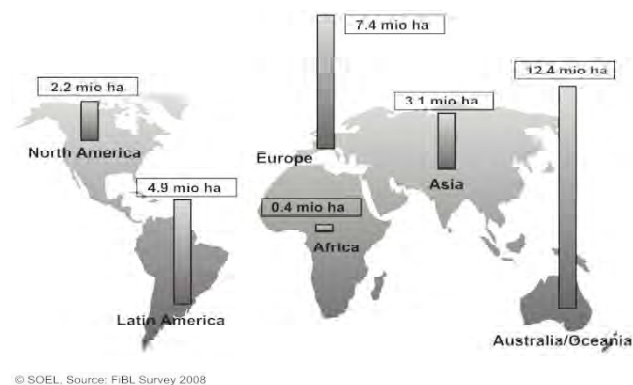 7.4 mio ha
2.2 mio ha
12.4 mio ha
3.1 mio ha
North America
Europe
Asia
4.9 mio ha
0.4 mio ha
Africa
Latin America
Australia/Oceania
© SOEL, Source: FiBL Survey 2008